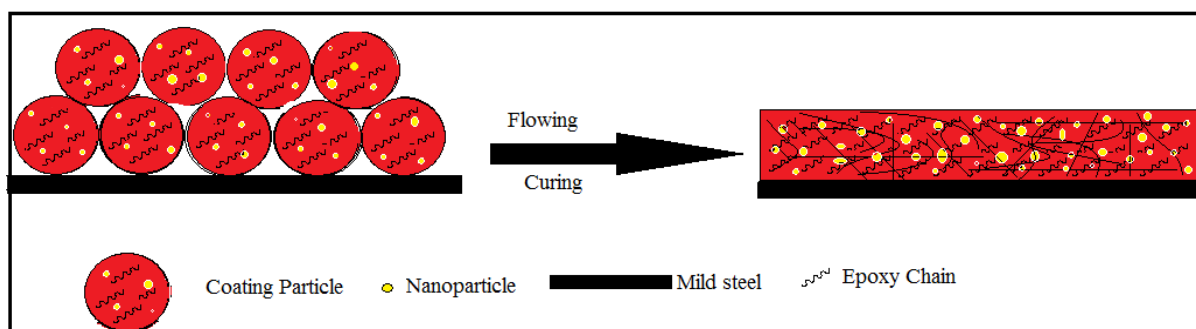 Flowing
Curing
Coating Particle
Nanoparticle
Mild steel
Epoxy Chain